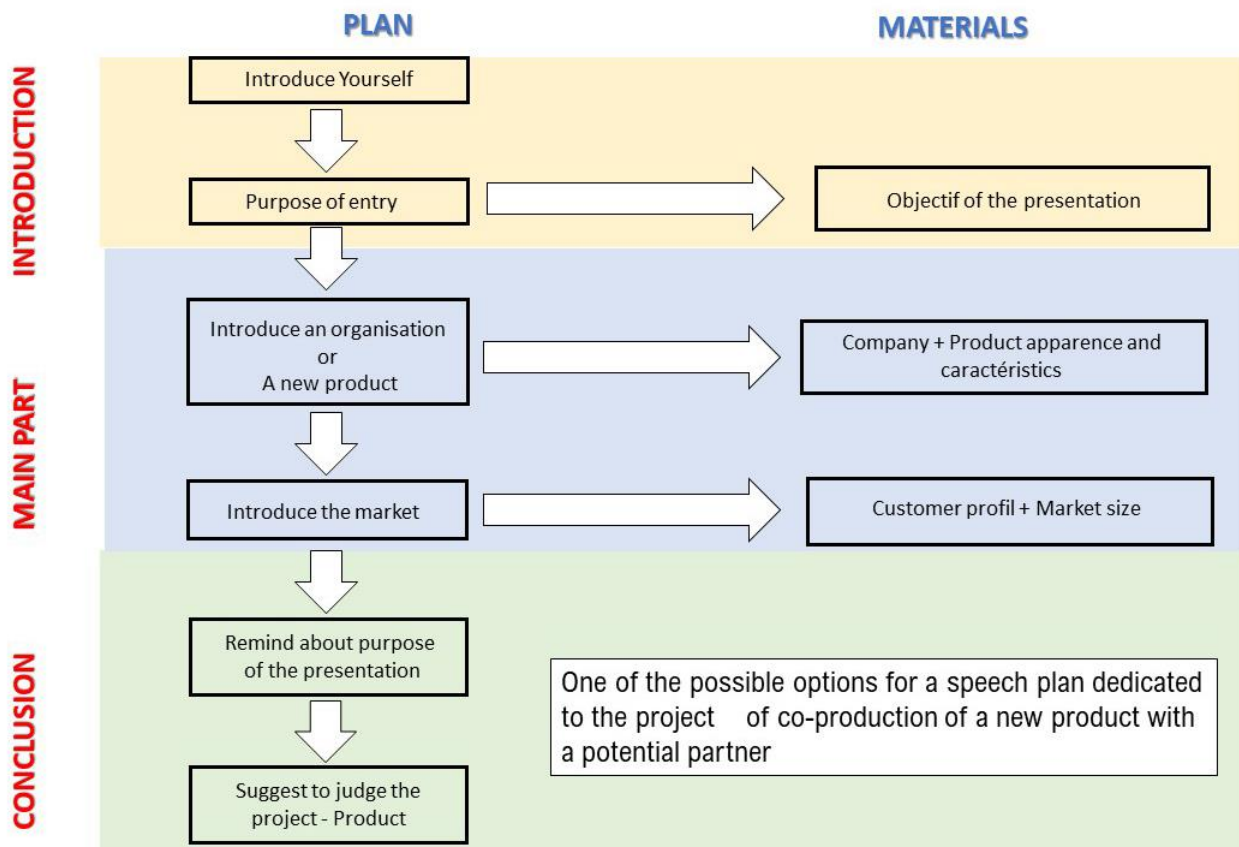 PLAN
MATERIALS
INTRODUCTION
Introduce Yourself
Purpose of entry
Objectif of the presentation
MAIN PART
Introduce an organisation
or
A new product
Company + Product apparence and
caractéristics
Introduce the market
Customer profil + Market size
CONCLUSION
Remind about purpose
of the presentation
One of the possible options for a speech plan dedicated
to the project of co-production of a new product with
a potential partner
Suggest to judge the
project - Product